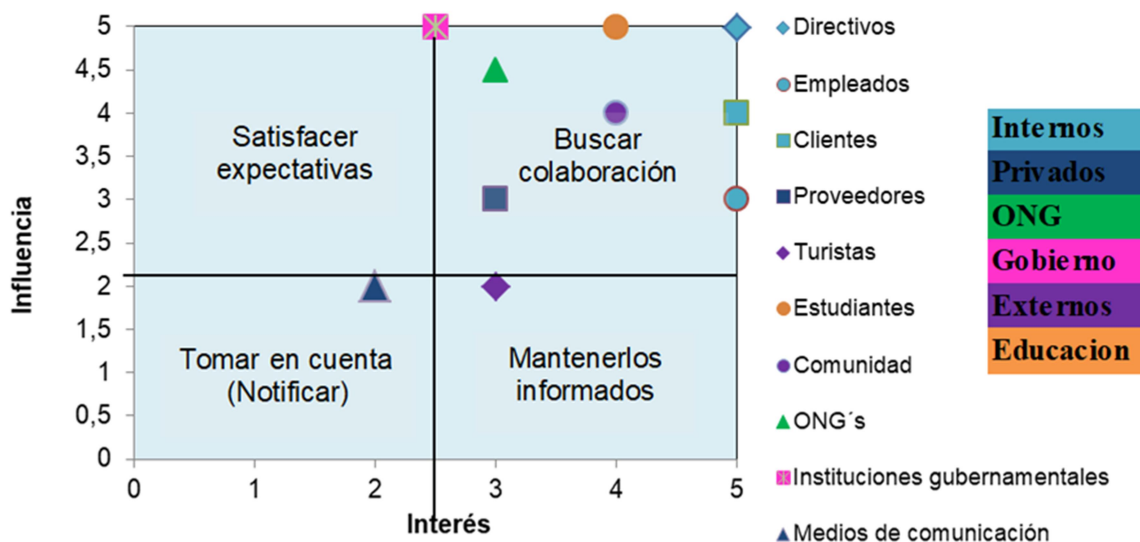 Influencia
5
4,5
4
3,5
3
2,5
2
1,5
1
0,5
0
0
1
2
3
4
5
Interés
Satisfacer
expectativas
Buscar
colaboración
Tomar en cuenta
(Notificar)
Mantenerlos
informados
Directivos
Empleados
Clientes
Proveedores
Turistas
Estudiantes
Comunidad
ONG´s
Instituciones gubernamentales
Medios de comunicación
Internos
Privados
ONG
Gobierno
Externos
Educacion